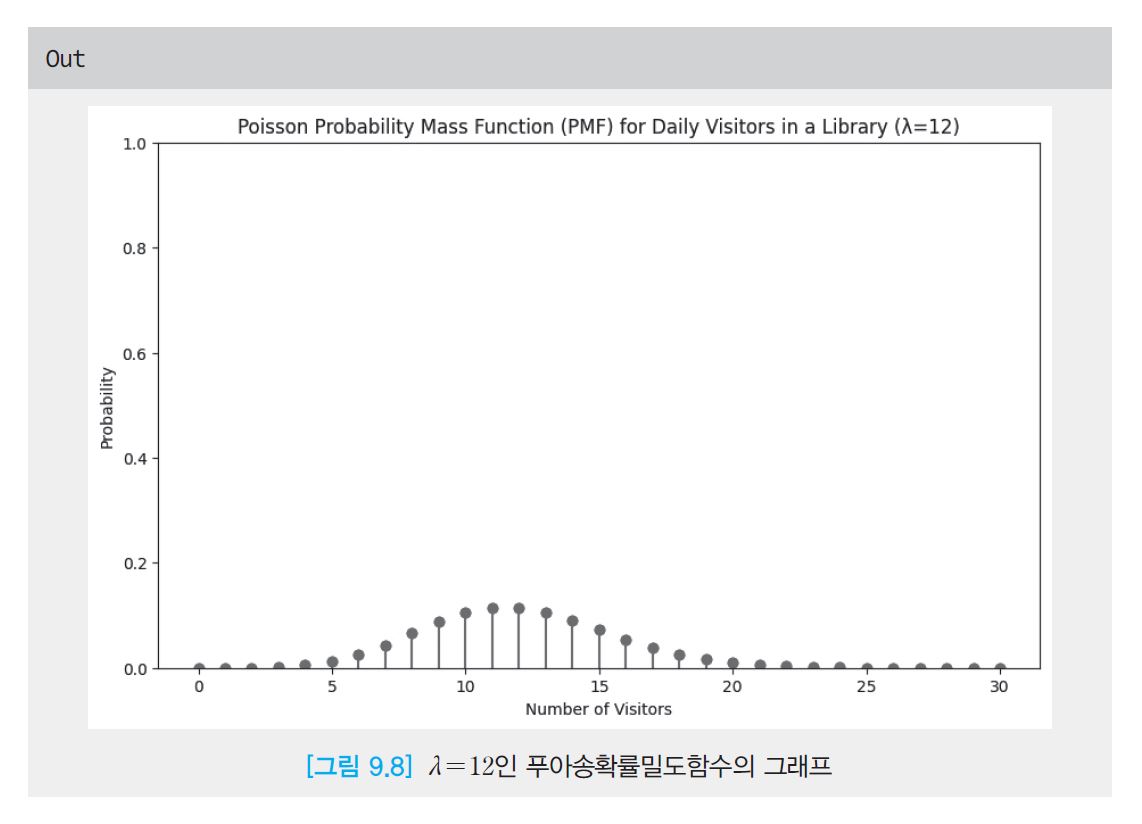 Out
Poisson Probability Mass Function (PMF) for Daily Visitors in a Library (λ=12)
1.0
0.8
0.6
0.4
0.2
0.0
Probability
0 5 10 15 20 25 30
Number of Visitors
[그림 9.8] λ=12인 푸아송확률밀도함수의 그래프